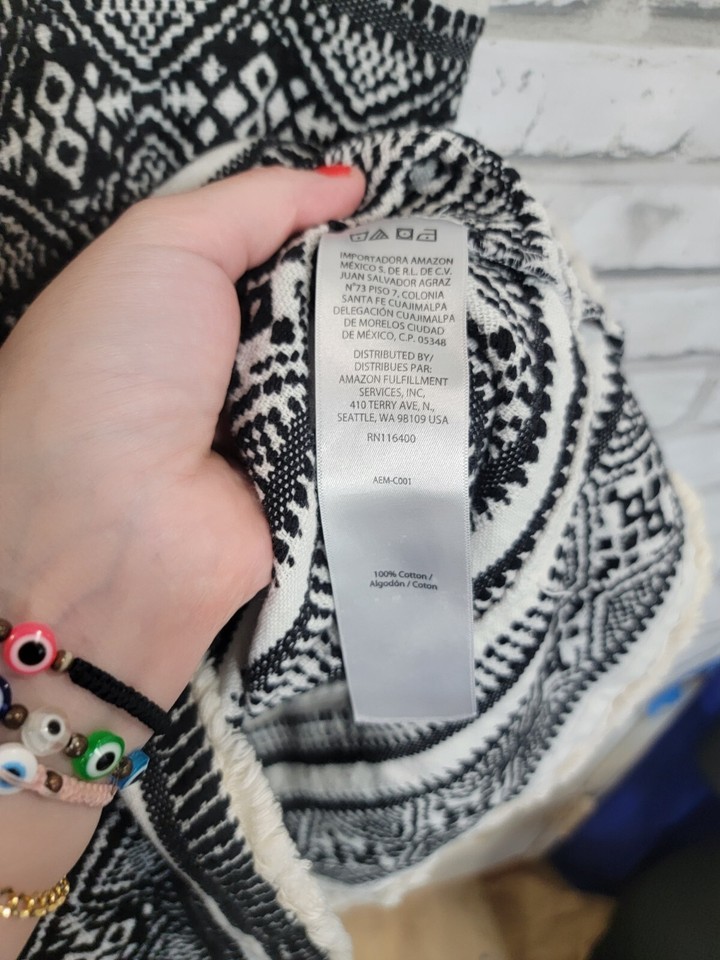 IMPORTADORA AMAZON
MÉXICO S. DE R.L. DE C.V.
JUAN SALVADOR AGRAZ
N°73 PISO 7, COLONIA
SANTA FE CUAJIMALPA
DELEGACIÓN CUAJIMALPA
DE MORELOS CIUDAD
DE MÉXICO, C.P. 05348
DISTRIBUTED BY/
DISTRIBUES PAR:
AMAZON FULFILLMENT
SERVICES, INC,
410 TERRY AVE, N.,
SEATTLE, WA 98109 USA
RN116400
AEM-C001
100% Cotton /
Algodón / Coton